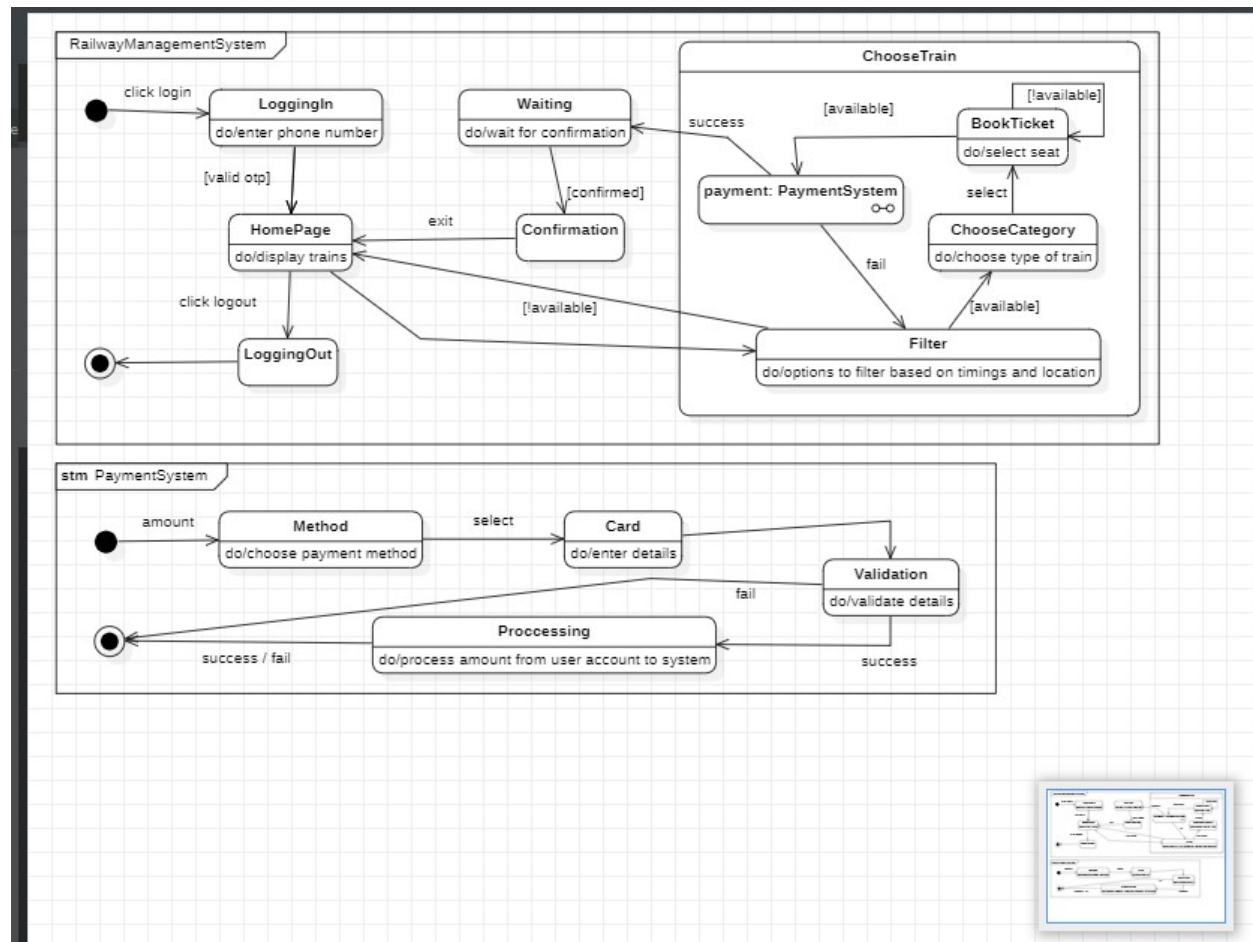 RailwayManagementSystem
ChooseTrain
click login
LoggingIn
do/enter phone number
Waiting
do/wait for confirmation
success
[available]
[!available]
BookTicket
do/select seat
[valid otp]
[confirmed]
payment: PaymentSystem
select
HomePage
do/display trains
exit
Confirmation
ChooseCategory
do/choose type of train
fail
click logout
[!available]
[available]
LoggingOut
Filter
do/options to filter based on timings and location
stm PaymentSystem
amount
Method
do/choose payment method
select
Card
do/enter details
Validation
do/validate details
fail
Proccessing
do/process amount from user account to system
success / fail
success